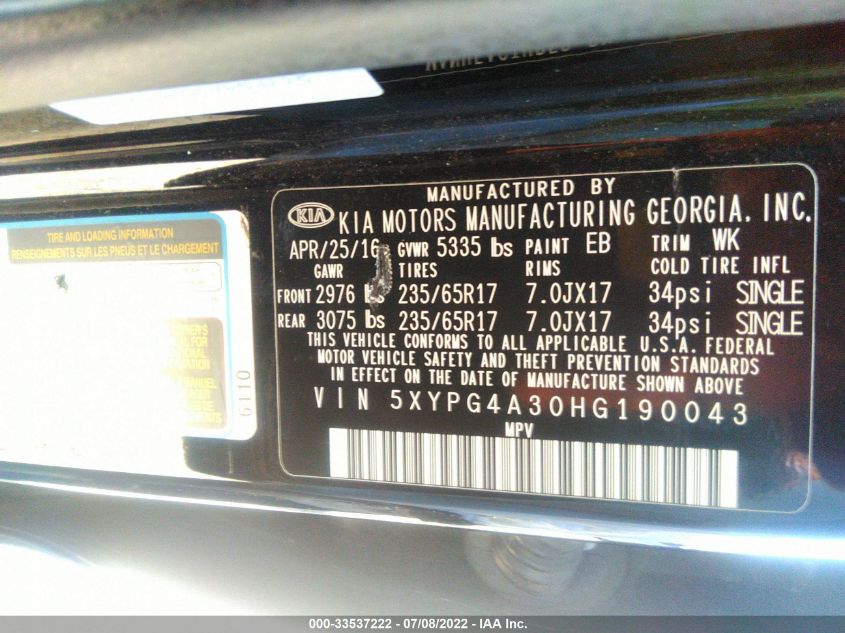 MANUFACTURED BY
KIA KIA MOTORS MANUFACTURING GEORGIA, INC.
APR/25/16 GVWR 5335 lbs PAINT EB TRIM WK
GAWR TIRES RIMS COLD TIRE INFL
FRONT 2976 lbs 235/65R17 7.0JX17 34psi SINGLE
REAR 3075 lbs 235/65R17 7.0JX17 34psi SINGLE
THIS VEHICLE CONFORMS TO ALL APPLICABLE U.S.A. FEDERAL
MOTOR VEHICLE SAFETY AND THEFT PREVENTION STANDARDS
IN EFFECT ON THE DATE OF MANUFACTURE SHOWN ABOVE
VIN 5XYPG4A30HG190043
MPV
TIRE AND LOADING INFORMATION
RENSEIGNEMENTS SUR LES PNEUS ET LE CHARGEMENT
6110
000-33537222 - 07/08/2022 - IAA Inc.